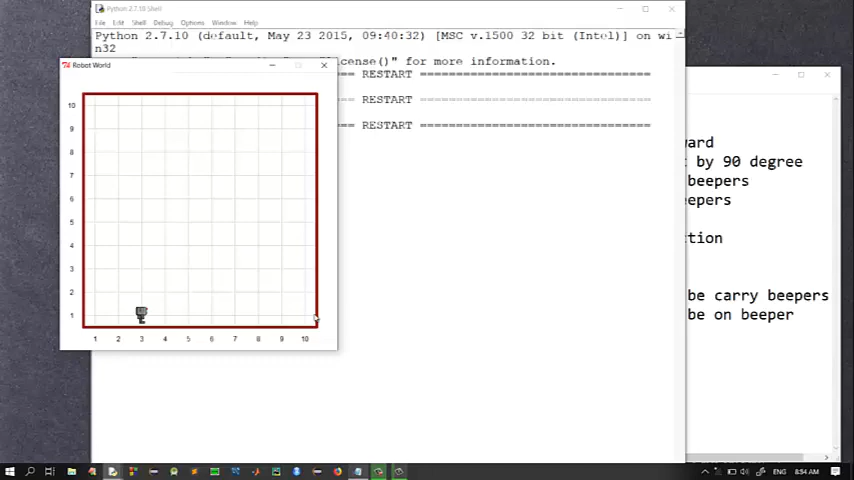 Python 2.7.10 Shell
File Edit Shell Debug Options Window Help
Python 2.7.10 (default, May 23 2015, 09:40:32) [MSC v.1500 32 bit (Intel)] on wi
n32
icense()" for more information.
=== RESTART ================================
=== RESTART ================================
=== RESTART ================================
Robot World
10
9
8
7
6
5
4
3
2
1
1 2 3 4 5 6 7 8 9 10
ward
by 90 degree
beepers
eepers
ction
be carry beepers
be on beeper
ENG 8:54 AM